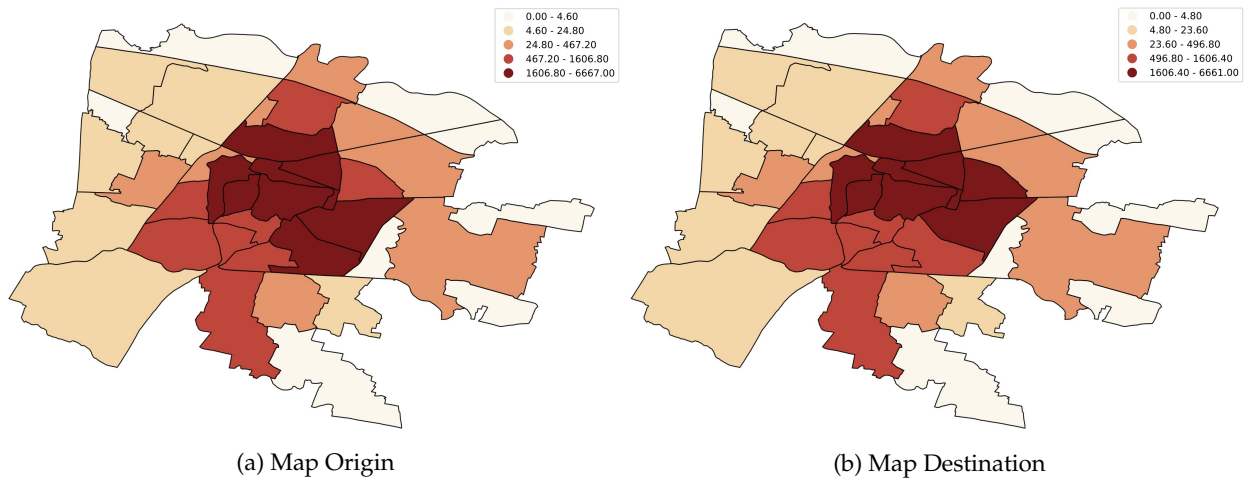 0.00 - 4.60
4.60 - 24.80
24.80 - 467.20
467.20 - 1606.80
1606.80 - 6667.00
0.00 - 4.80
4.80 - 23.60
23.60 - 496.80
496.80 - 1606.40
1606.40 - 6661.00
(a) Map Origin
(b) Map Destination